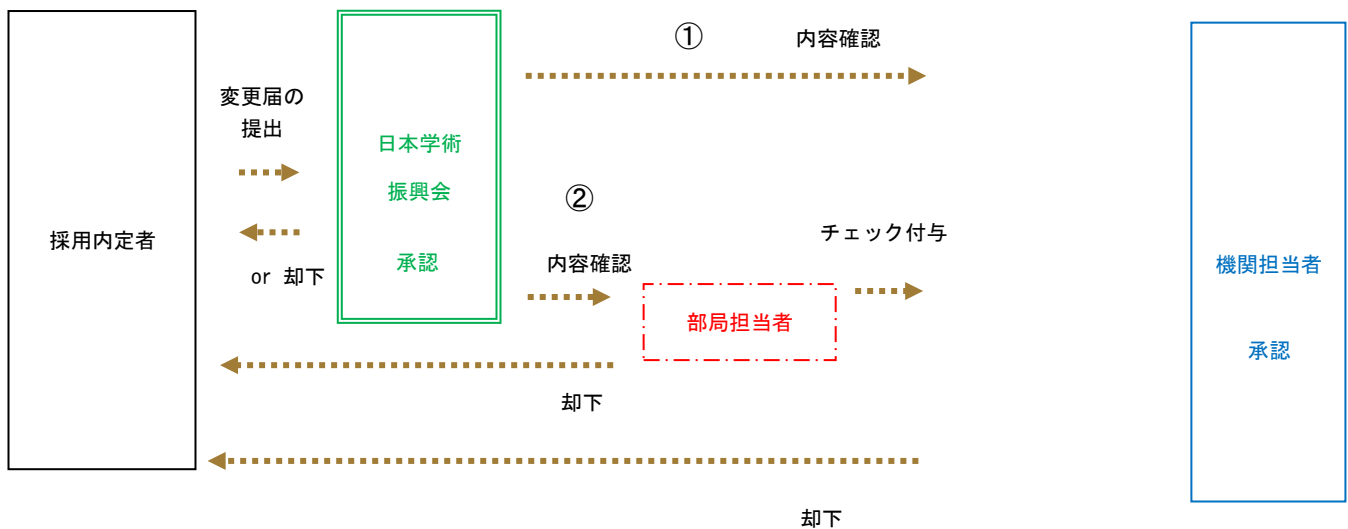 ①
内容確認
変更届の
提出
日本学術
振興会
承認
採用内定者
or 却下
②
内容確認
チェック付与
部局担当者
機関担当者
承認
却下
却下